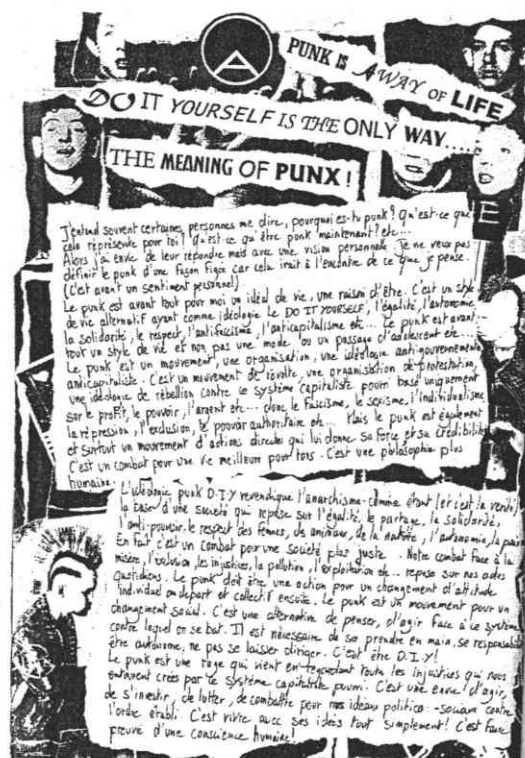 PUNK IS A WAY OF LIFE
DO IT YOURSELF IS THE ONLY WAY.....
THE MEANING OF PUNX!
J'entend souvent certaines personnes me dire, pourquoi es-tu punk? Qu'est-ce que
cela représente pour toi? Qu'est-ce qu'être punk maintenant? etc...
Alors j'ai envie de leur répondre mais avec une vision personnelle. Je ne veux pas
définir le punk d'une façon figée car cela irait à l'encontre de ce que je pense.
(C'est avant un sentiment personnel).
Le punk est avant tout pour moi un idéal de vie, une raison d'être. C'est un style
de vie alternatif ayant comme idéologie le DO IT YOURSELF, l'égalité, l'autonomie
la solidarité, le respect, l'antifascisme, l'anticapitalisme etc... Le punk est avant
tout un style de vie et non pas une mode ou un passage d'adolescent etc...
Le punk est un mouvement, une organisation, une idéologie antigouvernementale
anticapitaliste. C'est un mouvement de révolte, une organisation de protestation,
une idéologie de rébellion contre ce système capitaliste pourri basé uniquement
sur le profit, le pouvoir, l'argent etc... donc le fascisme, le sexisme, l'individualisme
la répression, l'exclusion, le pouvoir authoritaire etc... Mais le punk est également
et surtout un mouvement d'actions directes qui lui donne sa force et sa crédibilité
C'est un combat pour une vie meilleure pour tous. C'est une philosophie plus
humaine!
L'idéologie punk D.I.Y revendique l'anarchisme comme étant (et c'est la verité)
la base d'une société qui repose sur l'égalité, le partage, la solidarité,
l'anti-pouvoir, le respect des femmes, des animaux, de la nature, l'autonomie, la paix
En fait c'est un combat pour une société plus juste. Notre combat face à la
misère, l'exclusion, les injustices, la pollution, l'exploitation etc... repose sur nos actes
quotidiens. Le punk doit être une action pour un changement d'attitude
individuel au départ et collectif ensuite. Le punk est un mouvement pour un
changement social. C'est une alternative de penser, d'agir face à ce système
contre lequel on se bat. Il est nécessaire de se prendre en main, se responsabi
être autonome, ne pas se laisser diriger. C'est être D.I.Y!
Le punk est une rage qui vient en regardant toutes les injustices qui nous
entourent crées par ce système capitaliste pourri. C'est une envie d'agir,
de s'investir, de lutter, de combattre pour nos ideaux politico-sociaux contre
l'ordre établi. C'est vivre avec ses idées tout simplement! C'est faire
preuve d'une conscience humaine!